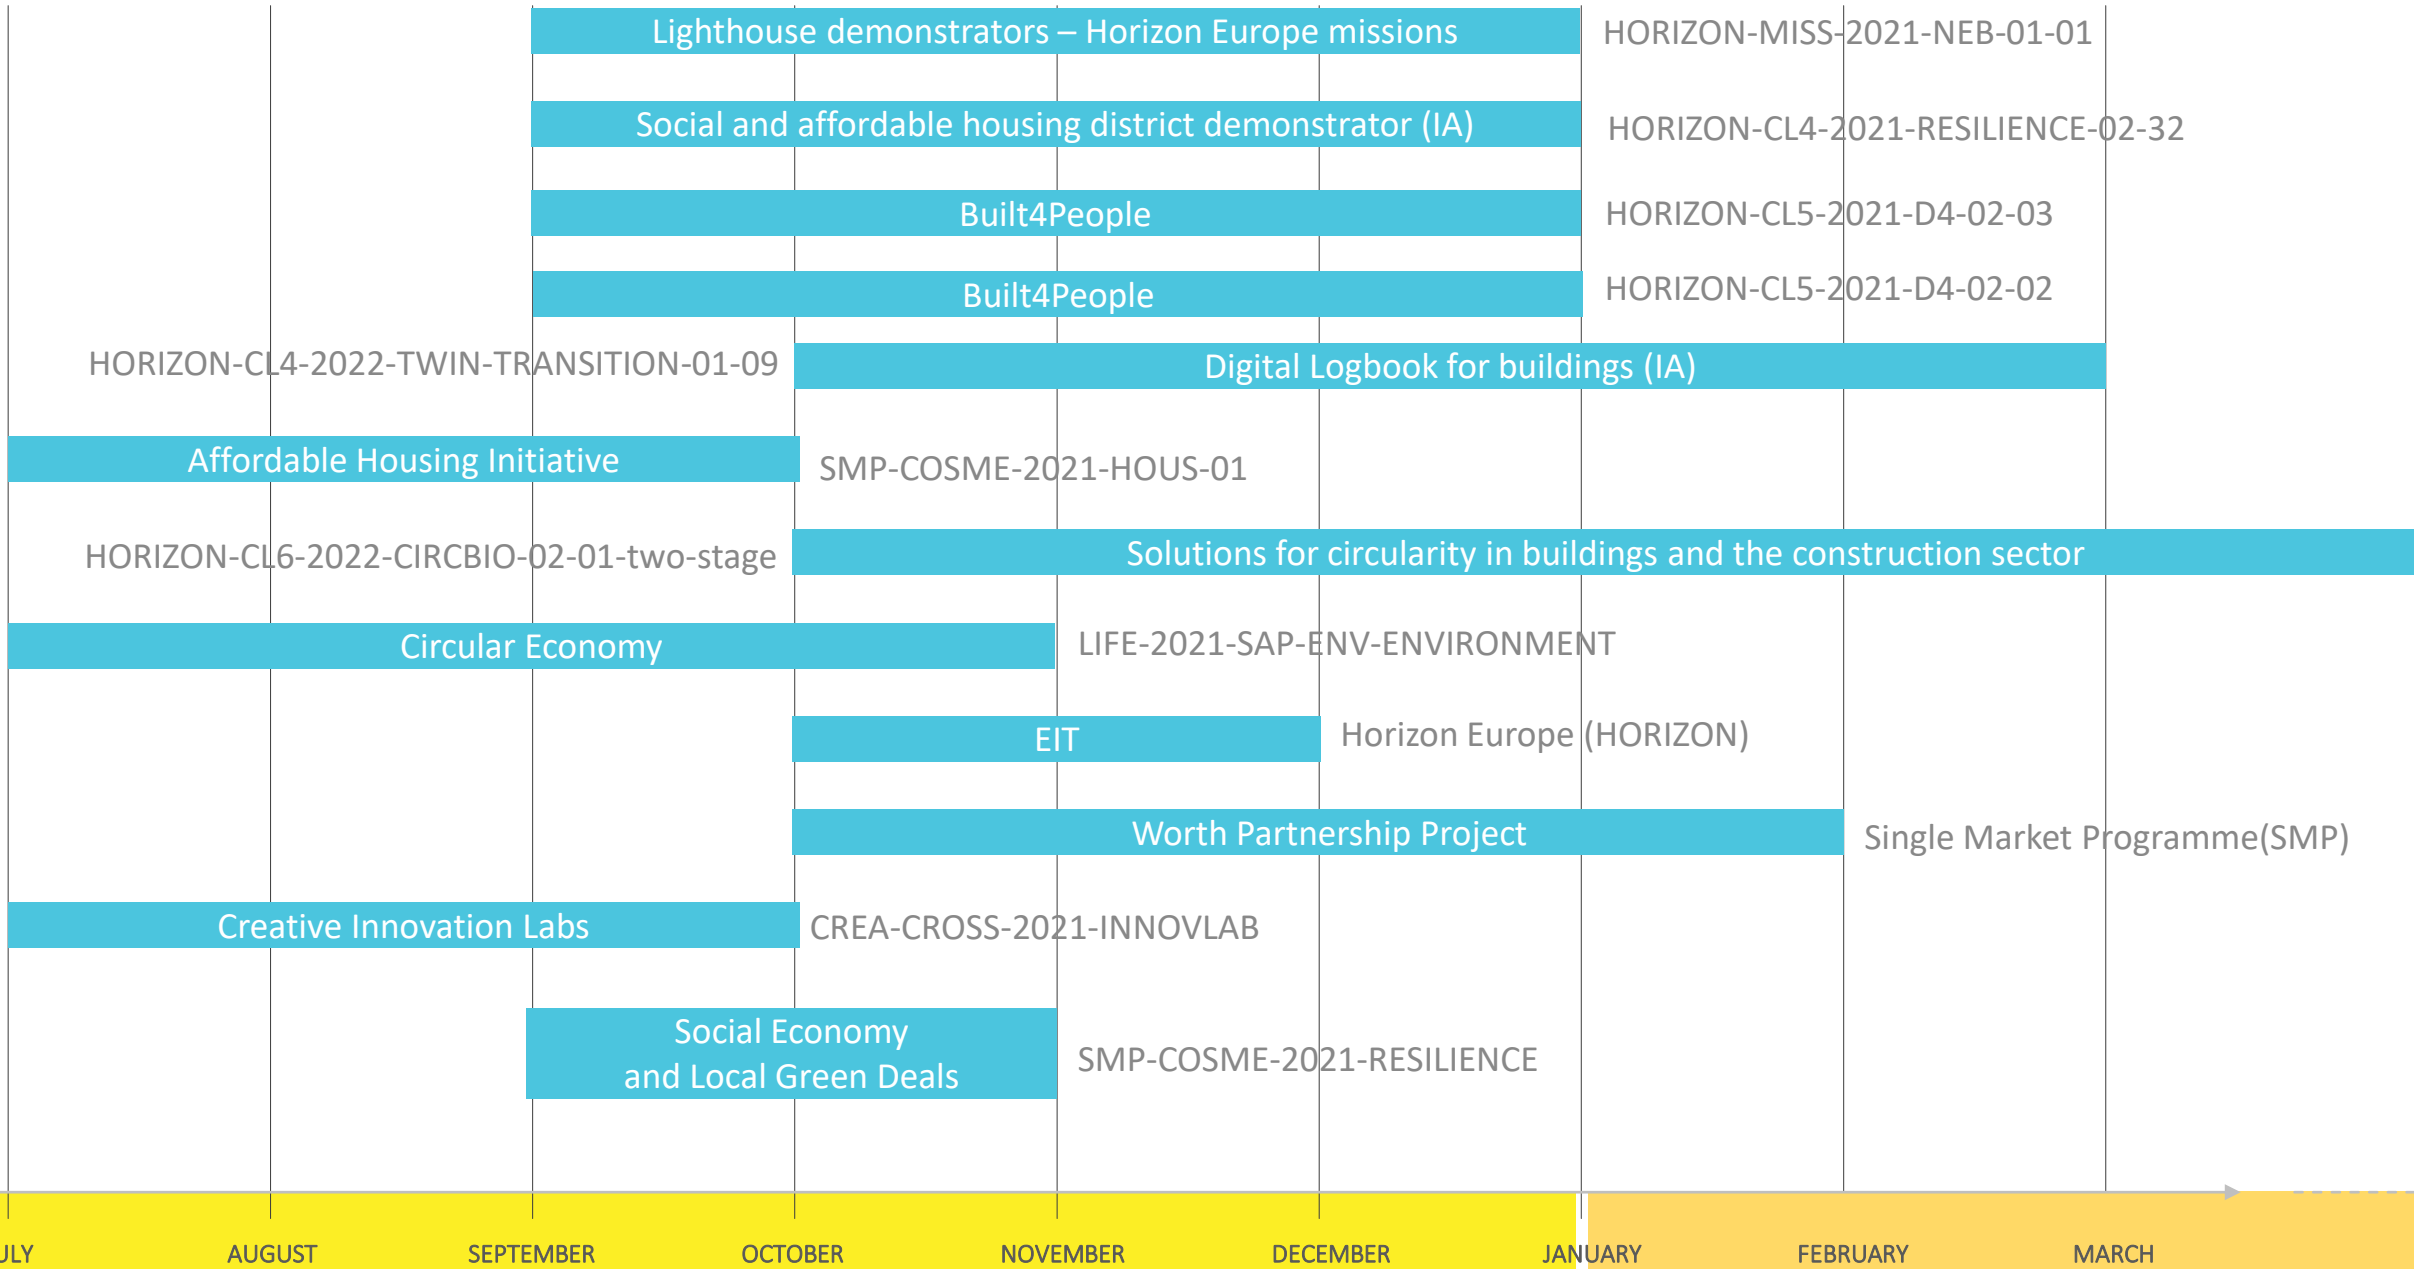 Lighthouse demonstrators – Horizon Europe missions
HORIZON-MISS-2021-NEB-01-01
Social and affordable housing district demonstrator (IA)
HORIZON-CL4-2021-RESILIENCE-02-32
Built4People
HORIZON-CL5-2021-D4-02-03
Built4People
HORIZON-CL5-2021-D4-02-02
HORIZON-CL4-2022-TWIN-TRANSITION-01-09
Digital Logbook for buildings (IA)
Affordable Housing Initiative
SMP-COSME-2021-HOUS-01
HORIZON-CL6-2022-CIRCBIO-02-01-two-stage
Solutions for circularity in buildings and the construction sector
Circular Economy
LIFE-2021-SAP-ENV-ENVIRONMENT
EIT
Horizon Europe (HORIZON)
Worth Partnership Project
Single Market Programme(SMP)
Creative Innovation Labs
CREA-CROSS-2021-INNOVLAB
Social Economy
and Local Green Deals
SMP-COSME-2021-RESILIENCE
ULY
AUGUST
SEPTEMBER
OCTOBER
NOVEMBER
DECEMBER
JANUARY
FEBRUARY
MARCH